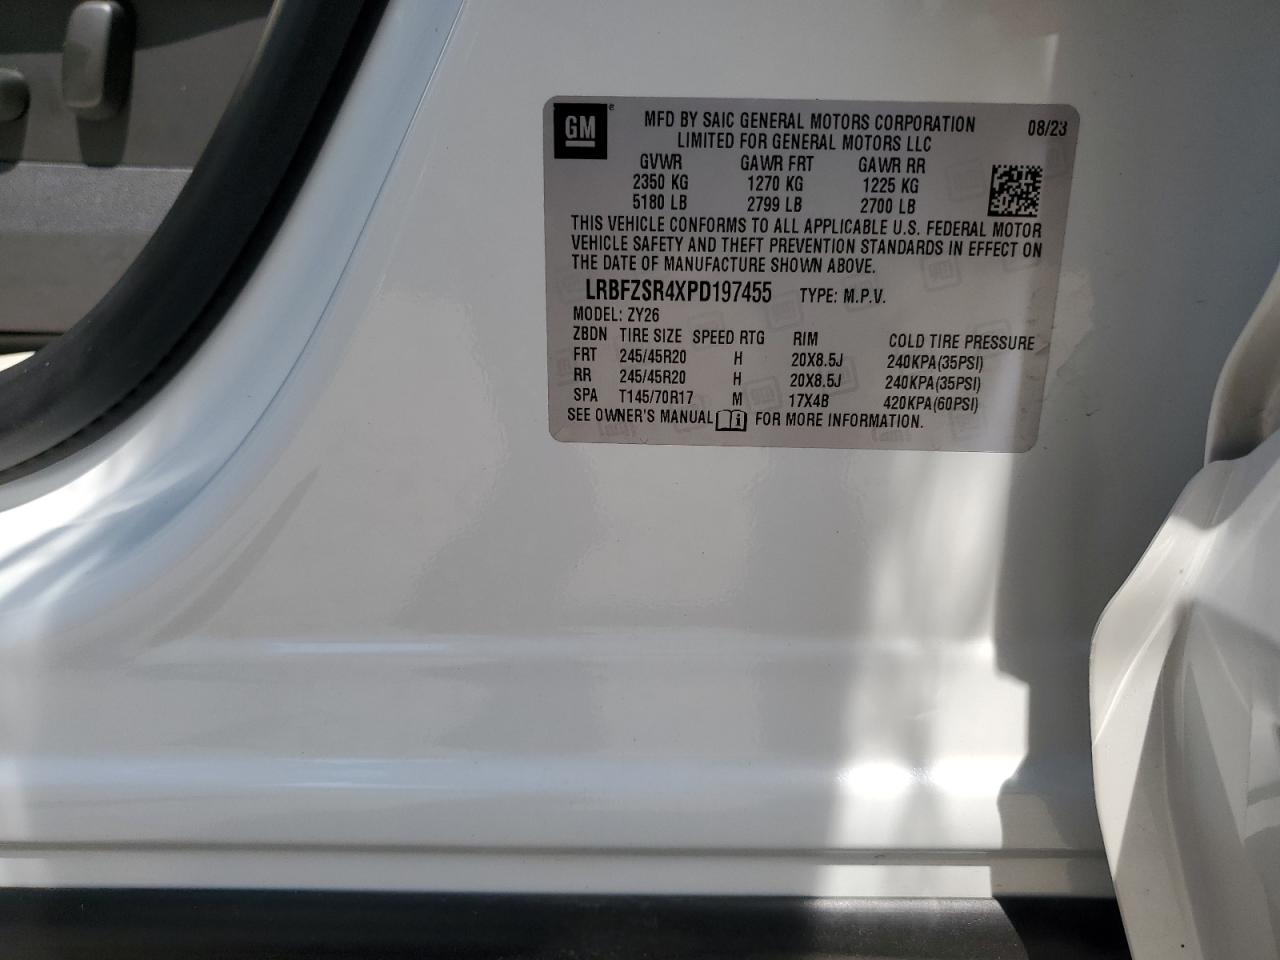 GM ® MFD BY SAIC GENERAL MOTORS CORPORATION 08/23
LIMITED FOR GENERAL MOTORS LLC
GVWR GAWR FRT GAWR RR
2350 KG 1270 KG 1225 KG
5180 LB 2799 LB 2700 LB
THIS VEHICLE CONFORMS TO ALL APPLICABLE U.S. FEDERAL MOTOR
VEHICLE SAFETY AND THEFT PREVENTION STANDARDS IN EFFECT ON
THE DATE OF MANUFACTURE SHOWN ABOVE.
LRBFZSR4XPD197455 TYPE: M.P.V.
MODEL: ZY26
ZBDN TIRE SIZE SPEED RTG RIM COLD TIRE PRESSURE
FRT 245/45R20 H 20X8.5J 240KPA(35PSI)
RR 245/45R20 H 20X8.5J 240KPA(35PSI)
SPA T145/70R17 M 17X4B 420KPA(60PSI)
SEE OWNER'S MANUAL i FOR MORE INFORMATION.